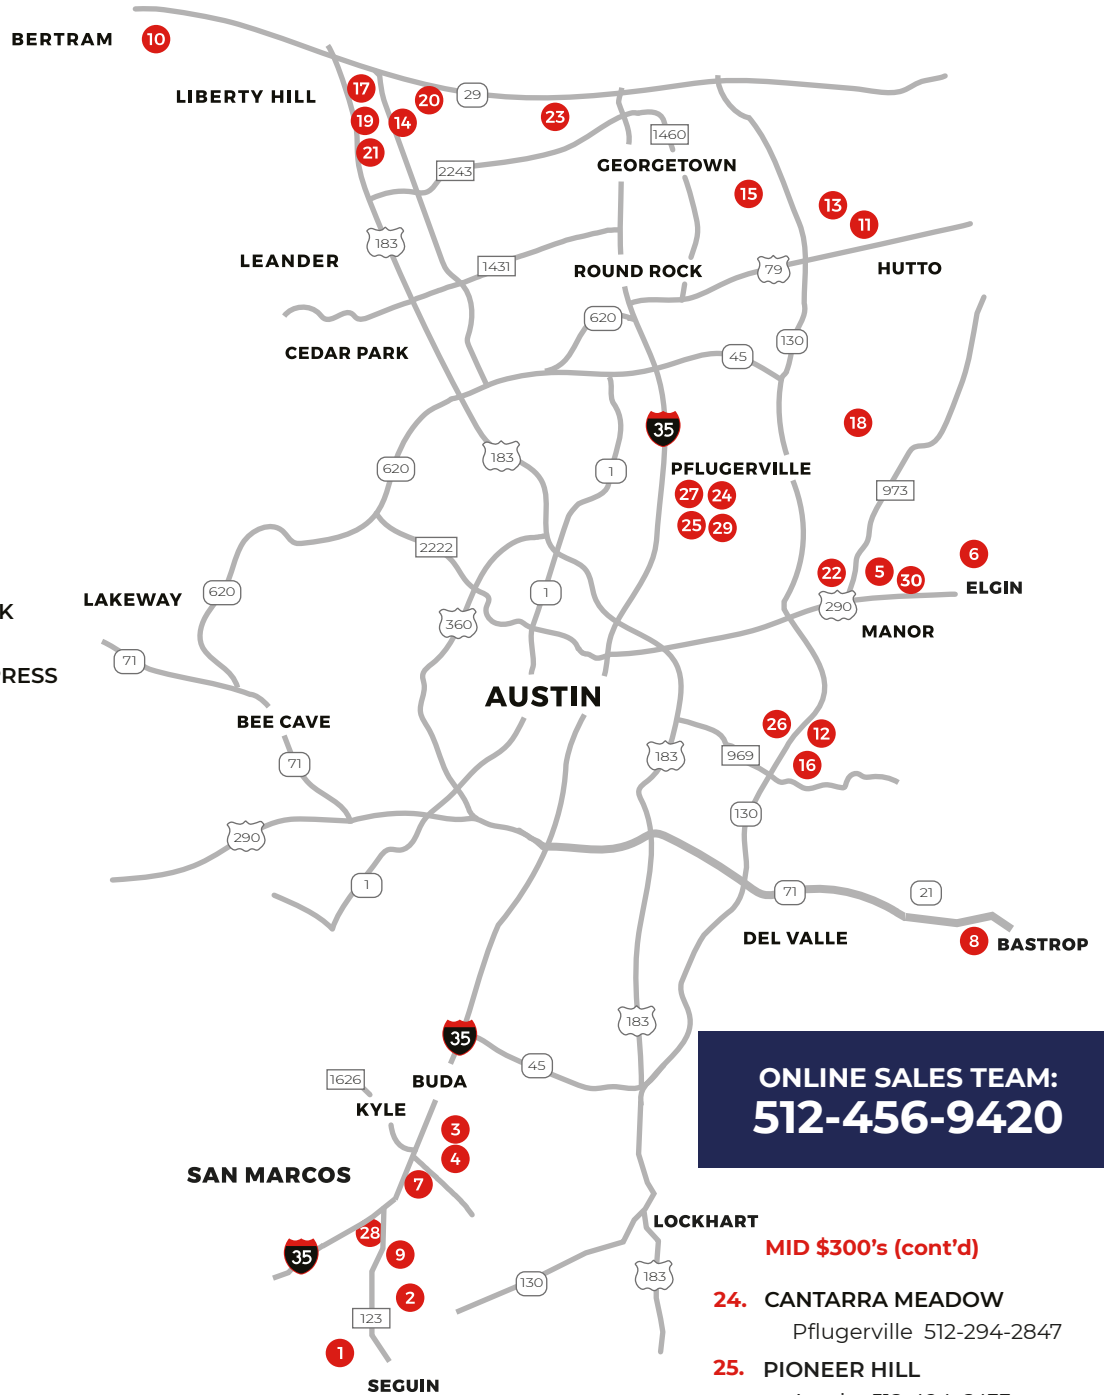 BERTRAM
10
LIBERTY HILL
17
20
29
19
14
23
21
1460
2243
GEORGETOWN
15
13
11
183
LEANDER
1431
ROUND ROCK
79
HUTTO
620
130
CEDAR PARK
45
35
18
183
620
1
PFLUGERVILLE
27
24
973
25
29
2222
6
22
5
30
ELGIN
LAKEWAY
620
1
290
K
360
MANOR
71
RESS
AUSTIN
BEE CAVE
26
12
183
969
71
16
130
290
1
71
21
DEL VALLE
8
BASTROP
183
35
45
ONLINE SALES TEAM:
512-456-9420
1626
BUDA
KYLE
3
4
SAN MARCOS
7
LOCKHART
28
35
9
130
183
2
123
1
SEGUIN
MID $300's (cont'd)
24. CANTARRA MEADOW
Pflugerville 512-294-2847
25. PIONEER HILL